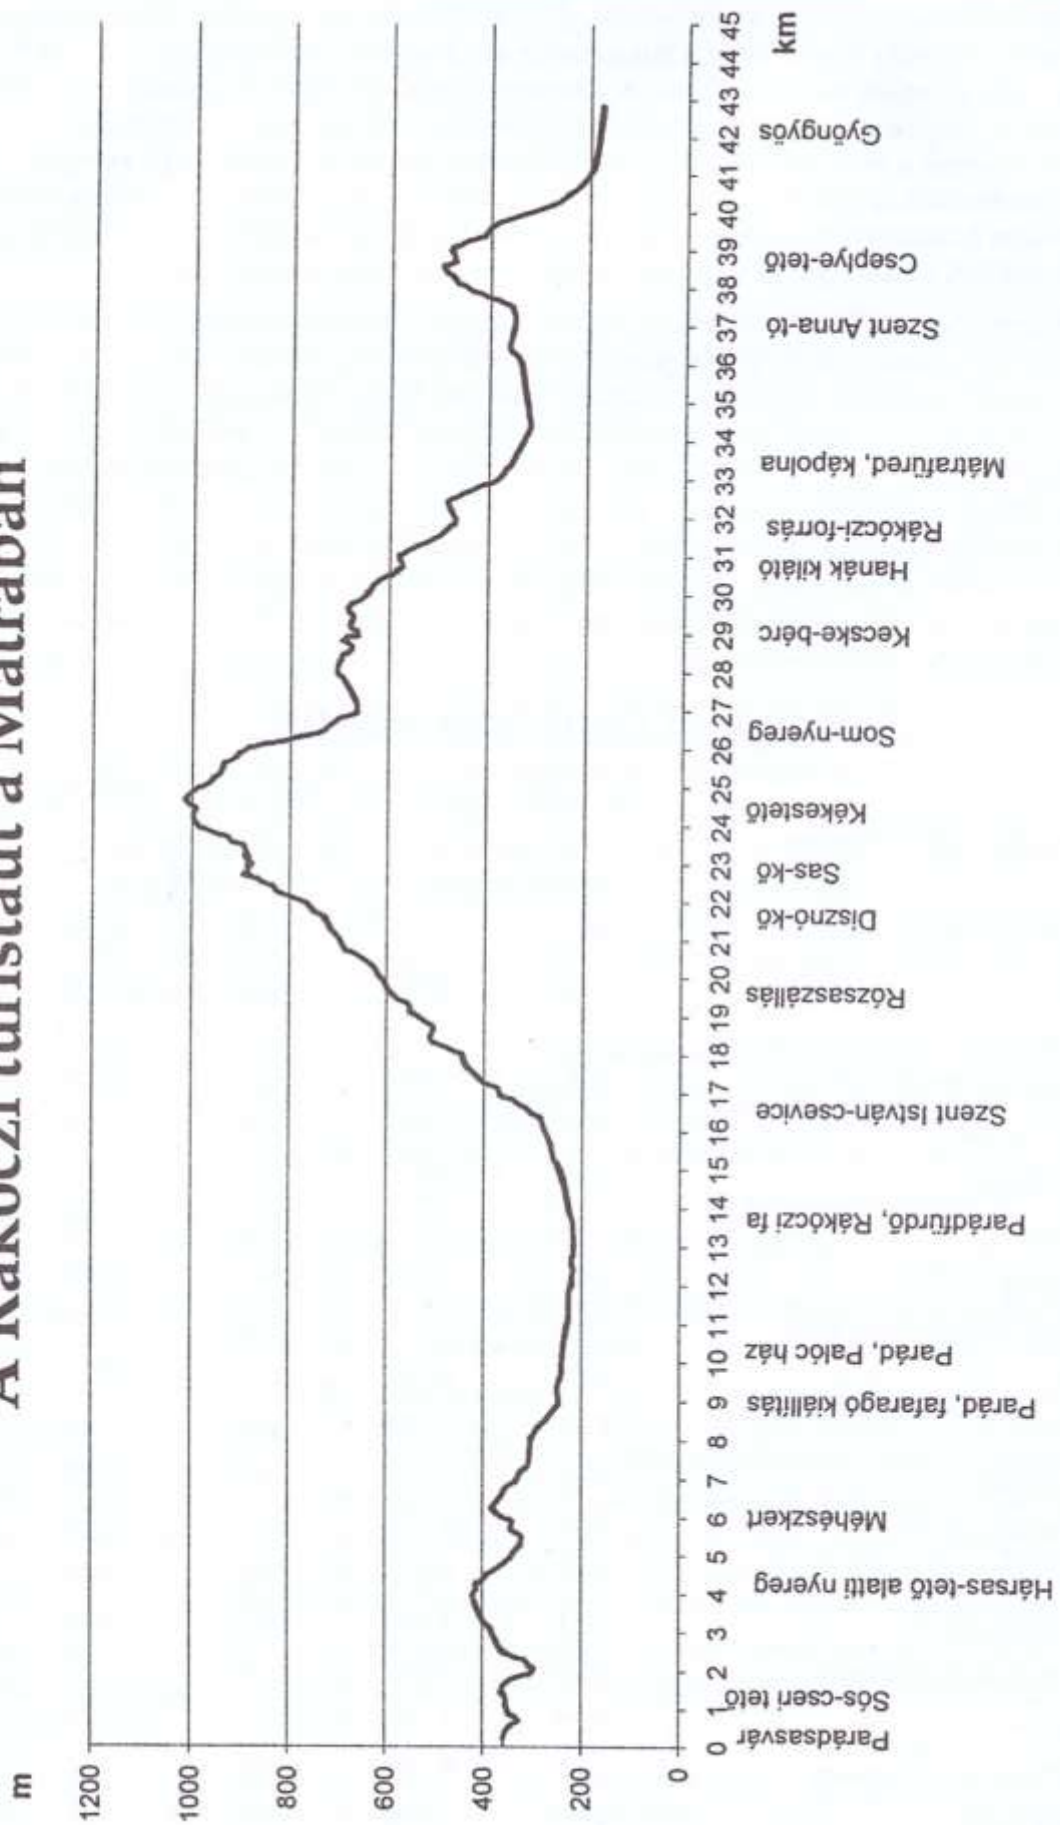 A Rákóczi turistaút a Mátrában
m
1200
1000
800
600
400
200
0
0 1 2 3 4 5 6 7 8 9 10 11 12 13 14 15 16 17 18 19 20 21 22 23 24 25 26 27 28 29 30 31 32 33 34 35 36 37 38 39 40 41 42 43 44 45
km
Parádsasvár
Sós-cseri tető
Hársas-tető alatti nyereg
Méhészkert
Parád, fafaragó kiállítás
Parád, Palóc ház
Parádfürdő, Rákóczi fa
Szent István-csevice
Rózsaszállás
Disznó-kő
Sas-kő
Kékestető
Som-nyereg
Kecske-bérc
Hanák kilátó
Rákóczi-forrás
Mátrafüred, kápolna
Szent Anna-tó
Cseplye-tető
Gyöngyös